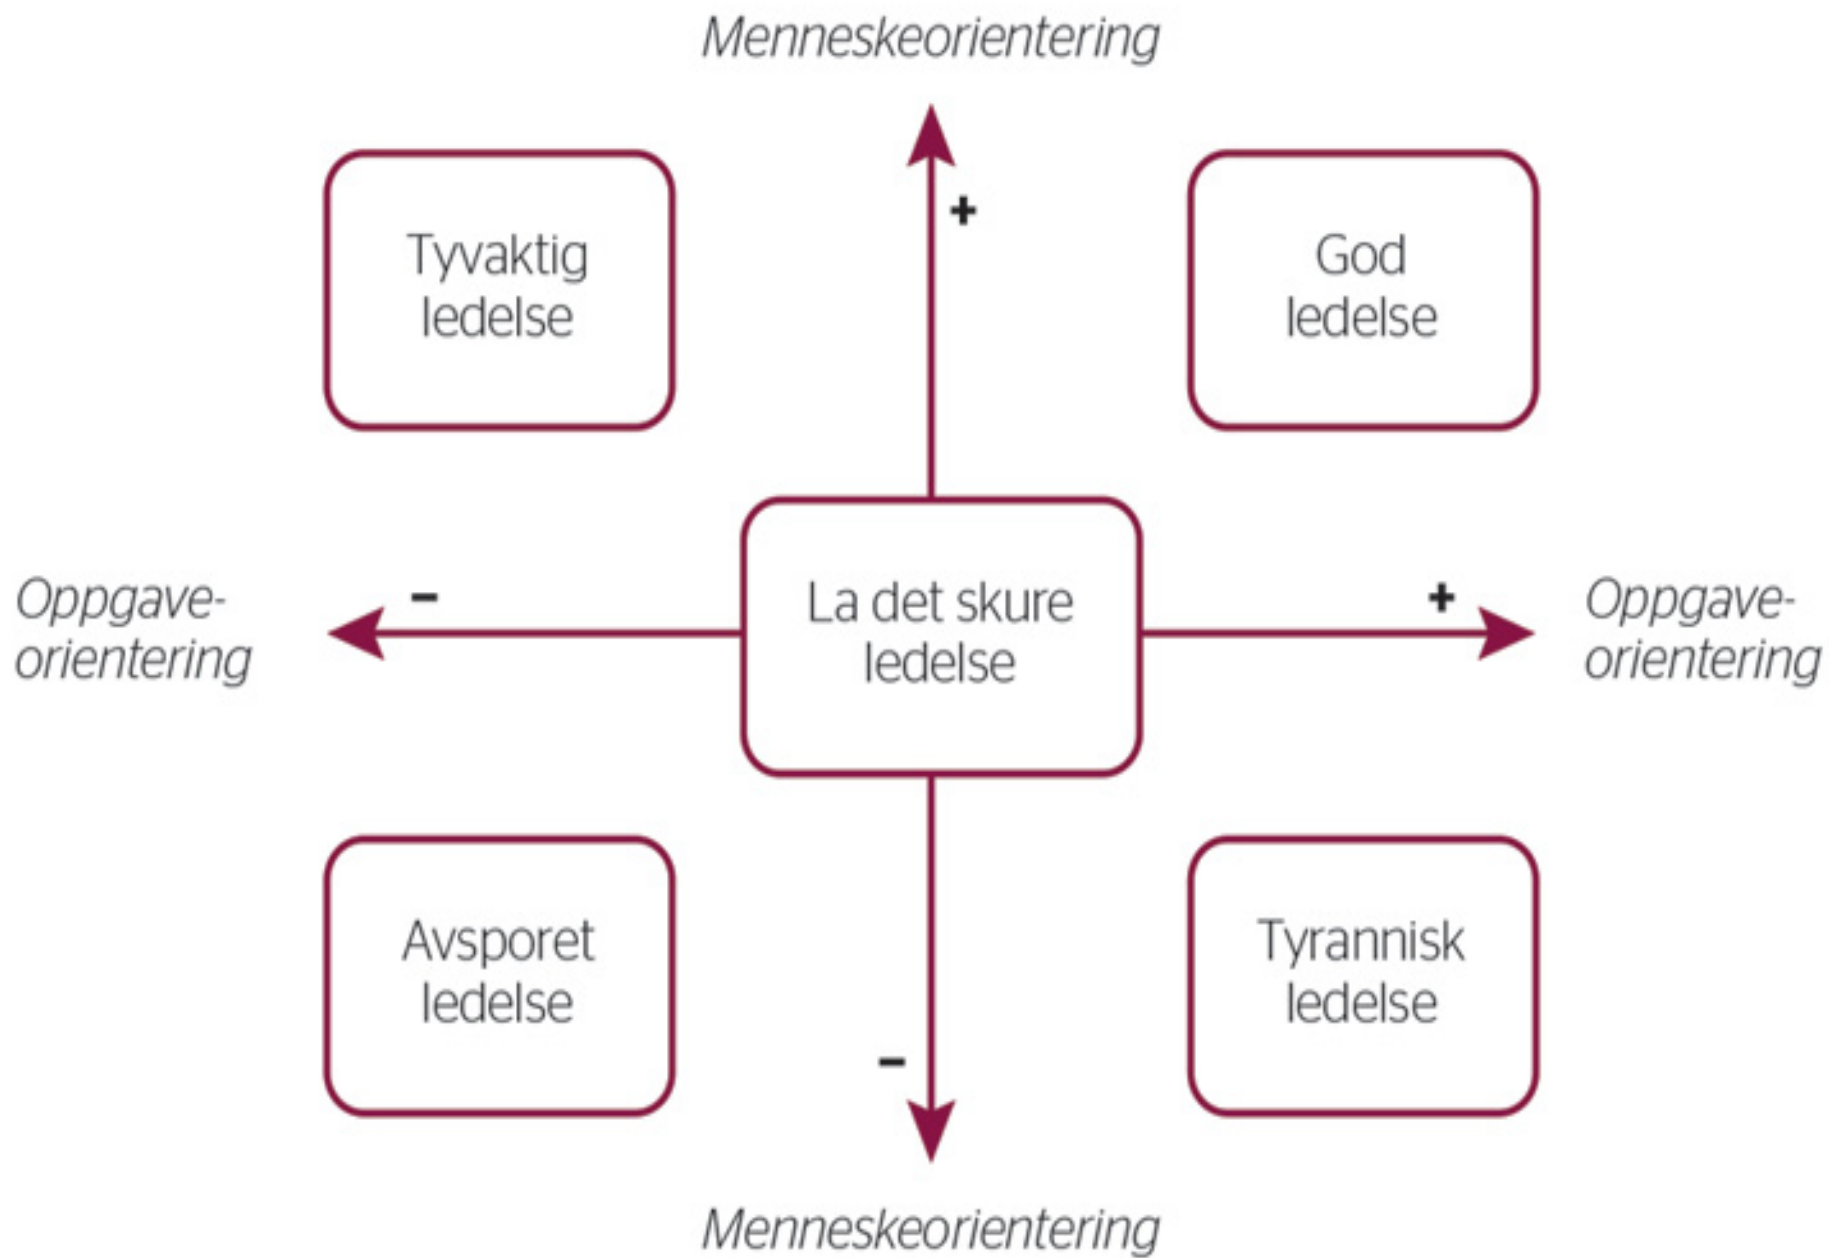 Menneskeorientering
+
Tyvaktig
ledelse
God
ledelse
Oppgave-
orientering
–
La det skure
ledelse
+
Oppgave-
orientering
Avsporet
ledelse
Tyrannisk
ledelse
–
Menneskeorientering